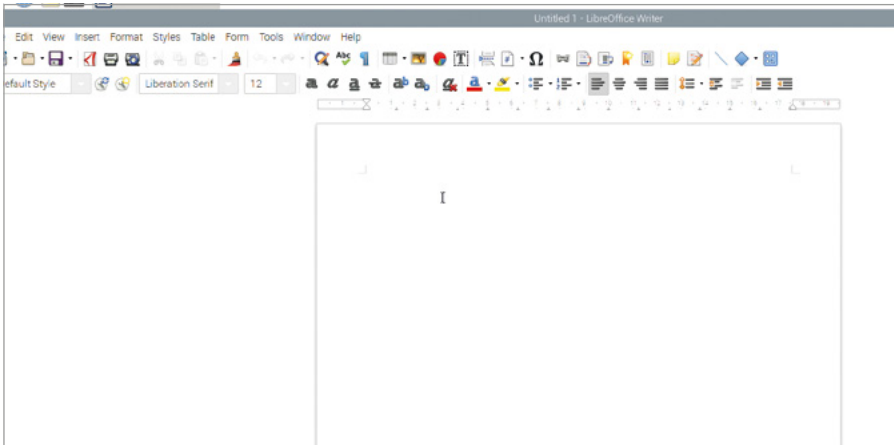 Untitled 1 - LibreOffice Writer
Edit View Insert Format Styles Table Form Tools Window Help
efault Style Liberation Serif 12